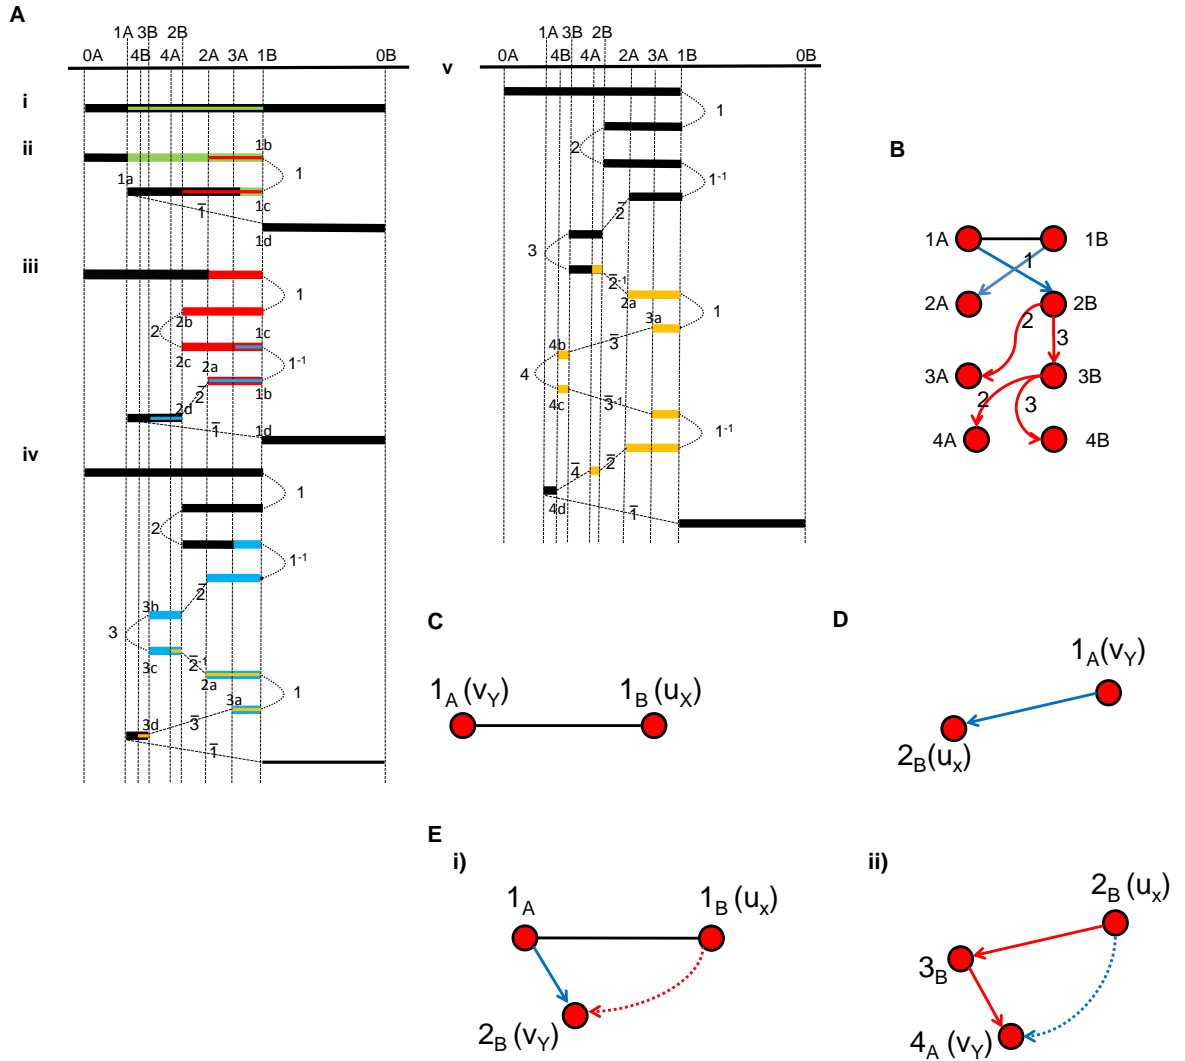 A
1A 3B 2B
0A 4B 4A 2A 3A 1B 0B
i
ii
1b
1
1a
1̅
1c
1d
iii
1
2b
2
1c
2c
2a
1⁻¹
2̅
1b
2d
1̅
1d
iv
1
2
1⁻¹
2̅
3b
3
3c
2̅⁻¹
2a
1
3a
3d
3̅
1̅
v
1A 3B 2B
0A 4B 4A 2A 3A 1B 0B
1
2
1⁻¹
2̅
3
2̅⁻¹
2a
1
3a
3̅
4b
4
4c
3̅⁻¹
1⁻¹
4̅ 2̅
4d
1̅
B
1A 1B
1
2A 2B
2 3
3A 3B
2 3
4A 4B
C
1A (vY) 1B (uX)
D
1A(vY)
2B(ux)
E
i)
1A 1B (ux)
2B (vY)
ii)
2B (ux)
3B
4A (vY)